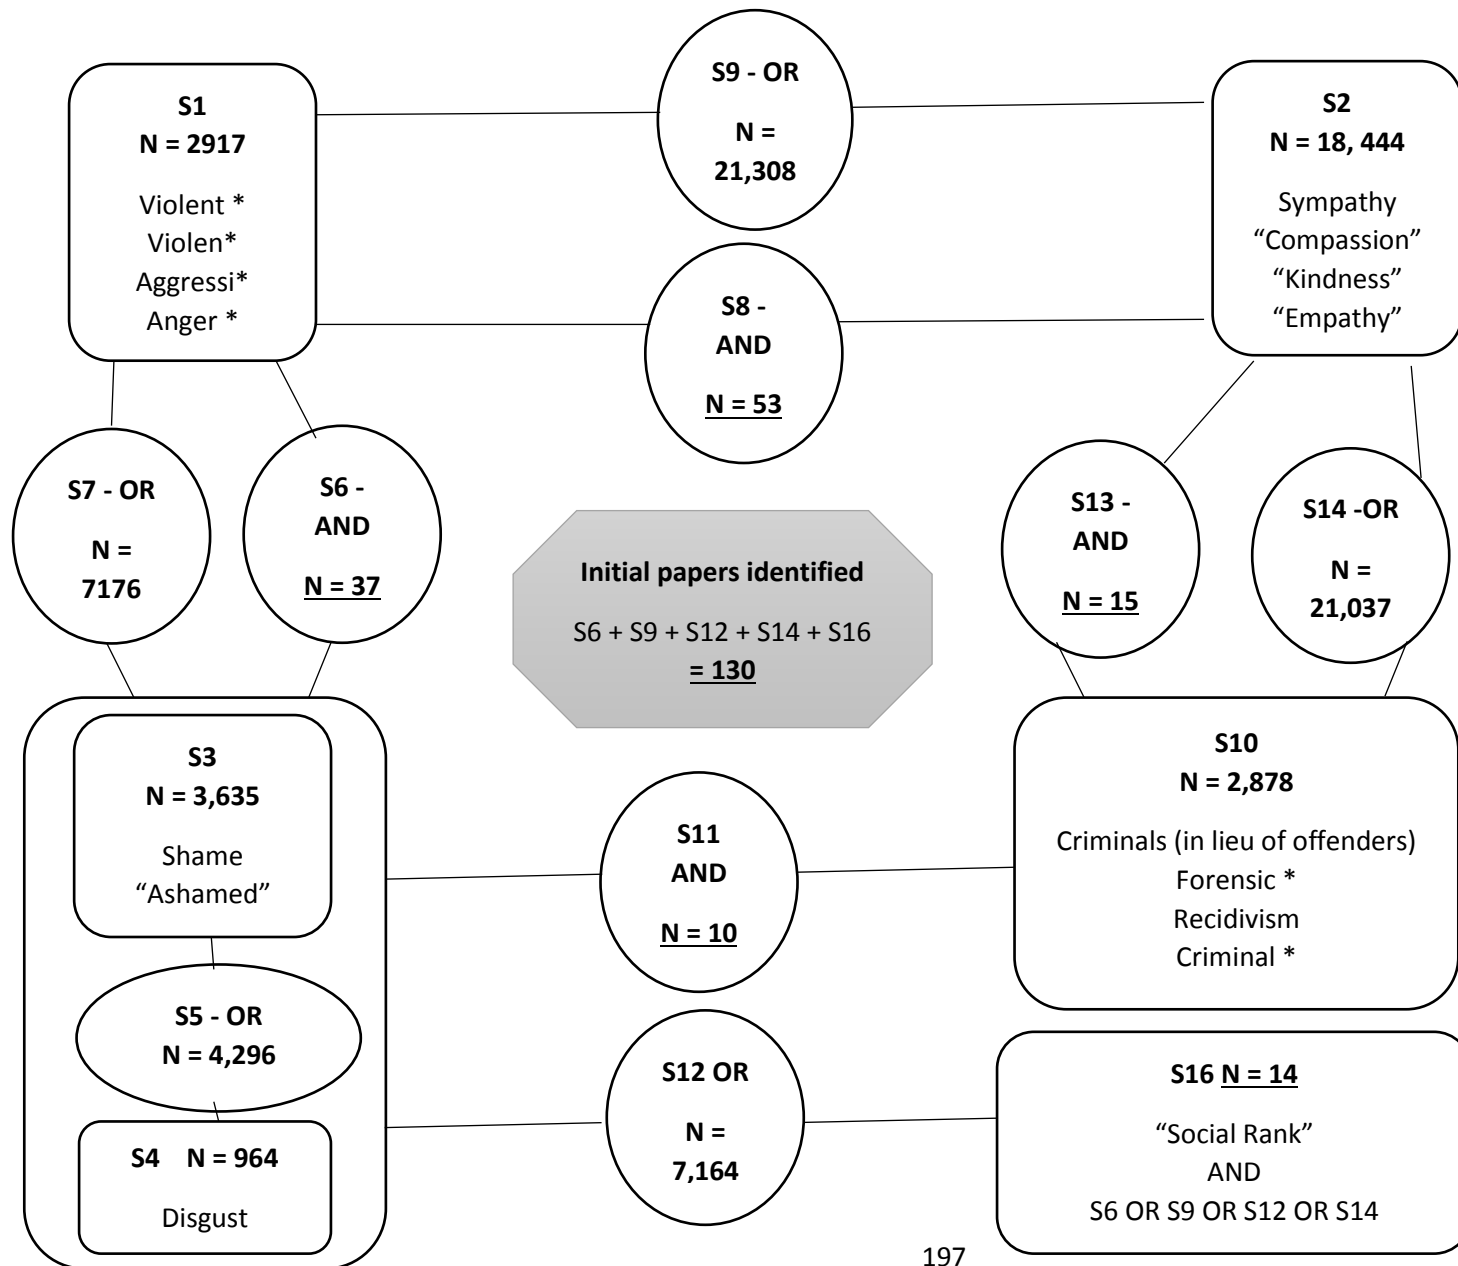 S9 - OR
N =
21,308
S1
N = 2917
Violent *
Violen*
Aggressi*
Anger *
S2
N = 18, 444
Sympathy
“Compassion”
“Kindness”
“Empathy”
S8 -
AND
N = 53
S7 - OR
N =
7176
S6 -
AND
N = 37
Initial papers identified
S6 + S9 + S12 + S14 + S16
= 130
S13 -
AND
N = 15
S14 -OR
N =
21,037
S3
N = 3,635
Shame
“Ashamed”
S5 - OR
N = 4,296
S4 N = 964
Disgust
S11
AND
N = 10
S10
N = 2,878
Criminals (in lieu of offenders)
Forensic *
Recidivism
Criminal *
S12 OR
N =
7,164
S16 N = 14
“Social Rank”
AND
S6 OR S9 OR S12 OR S14
197